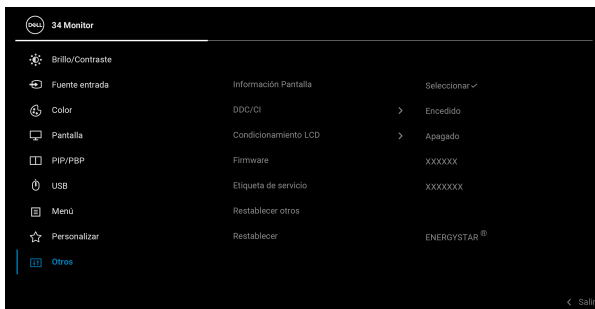 DELL 34 Monitor
Brillo/Contraste
Fuente entrada Información Pantalla Seleccionar
Color DDC/CI Encedido
Pantalla Condicionamiento LCD Apagado
PIP/PBP Firmware XXXXXX
USB Etiqueta de servicio XXXXXXX
Menú Restablecer otros
Personalizar Restablecer ENERGYSTAR ®
Otros
Salir